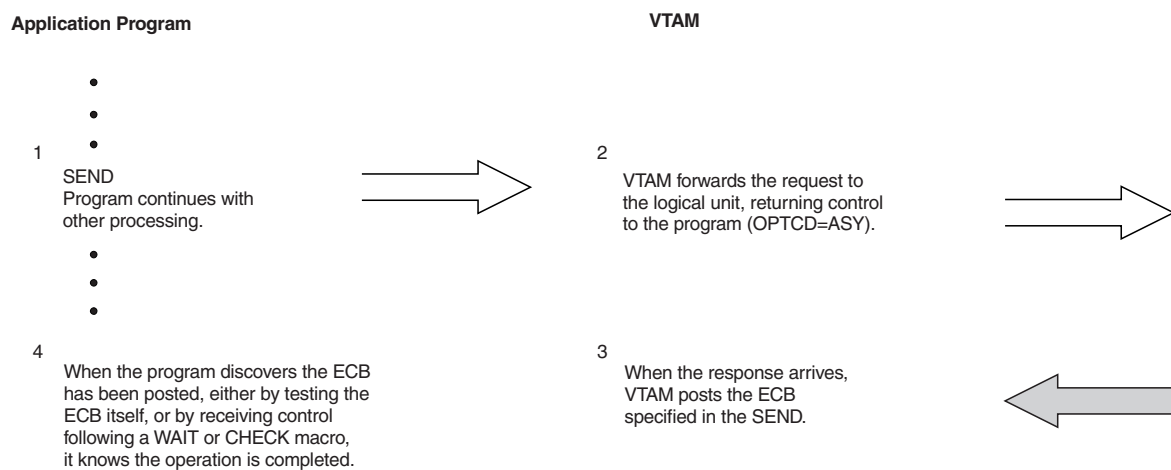 Application Program
VTAM
1
SEND
Program continues with
other processing.
2
VTAM forwards the request to
the logical unit, returning control
to the program (OPTCD=ASY).
4
When the program discovers the ECB
has been posted, either by testing the
ECB itself, or by receiving control
following a WAIT or CHECK macro,
it knows the operation is completed.
3
When the response arrives,
VTAM posts the ECB
specified in the SEND.